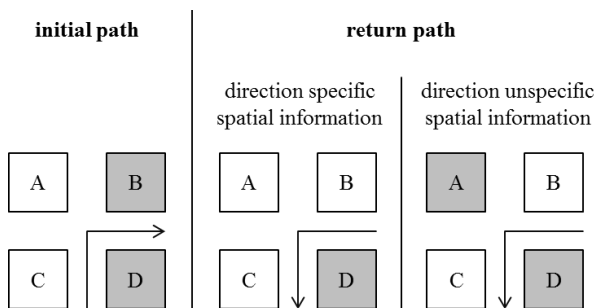 initial path
return path
direction specific
spatial information
direction unspecific
spatial information
A B
C D
A B
C D
A B
C D